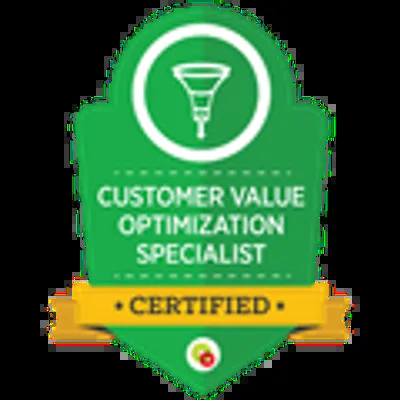 CUSTOMER VALUE
OPTIMIZATION
SPECIALIST
• CERTIFIED •